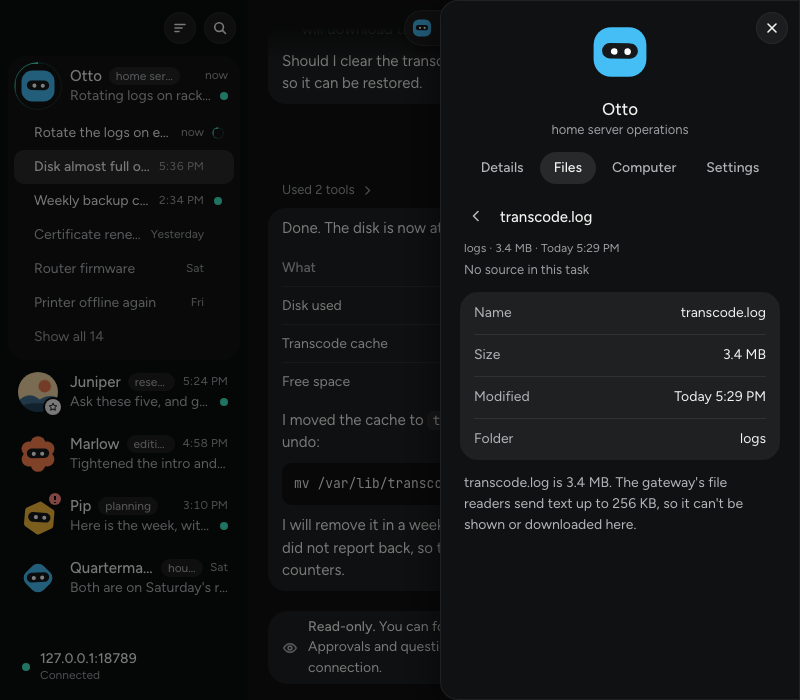 Otto home ser... now
Rotating logs on rack...
Rotate the logs on e... now
Disk almost full o... 5:36 PM
Weekly backup c... 2:34 PM
Certificate rene... Yesterday
Router firmware Sat
Printer offline again Fri
Show all 14
Juniper rese... 5:24 PM
Ask these five, and g...
Marlow editi... 4:58 PM
Tightened the intro and...
Pip planning 3:10 PM
Here is the week, wit...
Quarterma... hou... Sat
Both are on Saturday's r...
127.0.0.1:18789
Connected
Should I clear the transc
so it can be restored.
Used 2 tools
Done. The disk is now at
What
Disk used
Transcode cache
Free space
I moved the cache to
undo:
mv /var/lib/transco
I will remove it in a week
did not report back, so t
counters.
Read-only. You can fo
Approvals and questi
connection.
Otto
home server operations
Details Files Computer Settings
transcode.log
logs · 3.4 MB · Today 5:29 PM
No source in this task
Name transcode.log
Size 3.4 MB
Modified Today 5:29 PM
Folder logs
transcode.log is 3.4 MB. The gateway's file
readers send text up to 256 KB, so it can't be
shown or downloaded here.